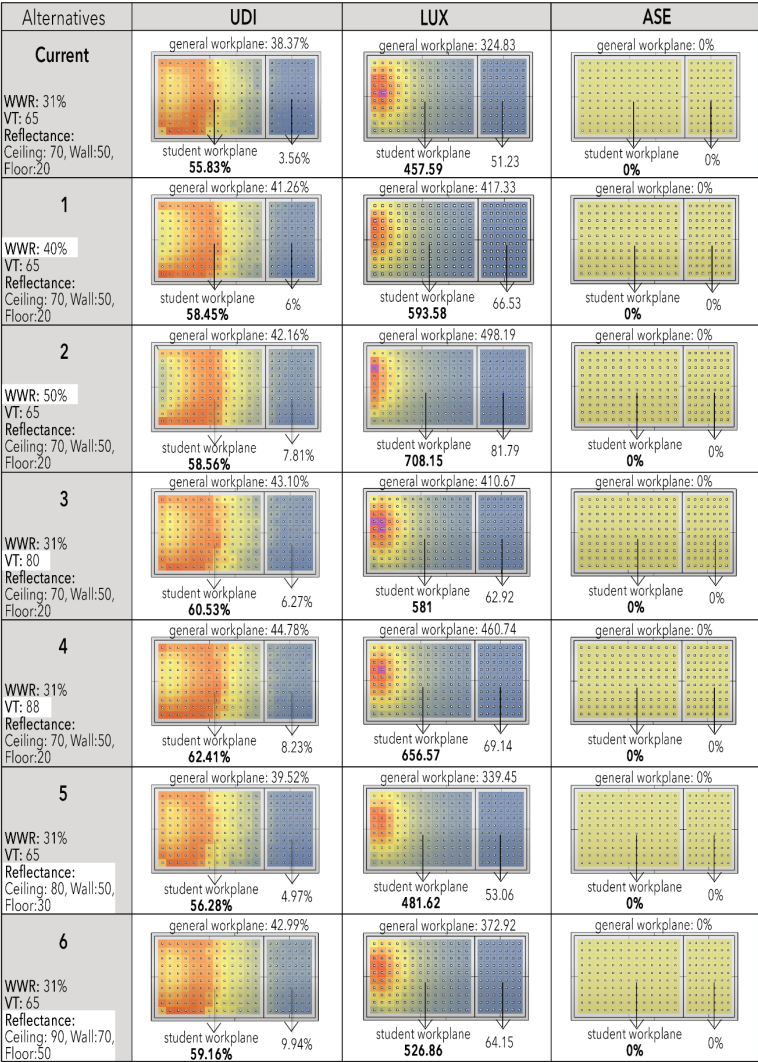 Alternatives UDI LUX ASE
Current
WWR: 31%
VT: 65
Reflectance:
Ceiling: 70, Wall:50,
Floor:20
general workplane: 38.37%
student workplane 3.56%
55.83%
general workplane: 324.83
student workplane 51.23
457.59
general workplane: 0%
student workplane 0%
0%
1
WWR: 40%
VT: 65
Reflectance:
Ceiling: 70, Wall:50,
Floor:20
general workplane: 41.26%
student workplane 6%
58.45%
general workplane: 417.33
student workplane 66.53
593.58
general workplane: 0%
student workplane 0%
0%
2
WWR: 50%
VT: 65
Reflectance:
Ceiling: 70, Wall:50,
Floor:20
general workplane: 42.16%
student workplane 7.81%
58.56%
general workplane: 498.19
student workplane 81.79
708.15
general workplane: 0%
student workplane 0%
0%
3
WWR: 31%
VT: 80
Reflectance:
Ceiling: 70, Wall:50,
Floor:20
general workplane: 43.10%
student workplane 6.27%
60.53%
general workplane: 410.67
student workplane 62.92
581
general workplane: 0%
student workplane 0%
0%
4
WWR: 31%
VT: 88
Reflectance:
Ceiling: 70, Wall:50,
Floor:20
general workplane: 44.78%
student workplane 8.23%
62.41%
general workplane: 460.74
student workplane 69.14
656.57
general workplane: 0%
student workplane 0%
0%
5
WWR: 31%
VT: 65
Reflectance:
Ceiling: 80, Wall:50,
Floor:30
general workplane: 39.52%
student workplane 4.97%
56.28%
general workplane: 339.45
student workplane 53.06
481.62
general workplane: 0%
student workplane 0%
0%
6
WWR: 31%
VT: 65
Reflectance:
Ceiling: 90, Wall:70,
Floor:50
general workplane: 42.99%
student workplane 9.94%
59.16%
general workplane: 372.92
student workplane 64.15
526.86
general workplane: 0%
student workplane 0%
0%